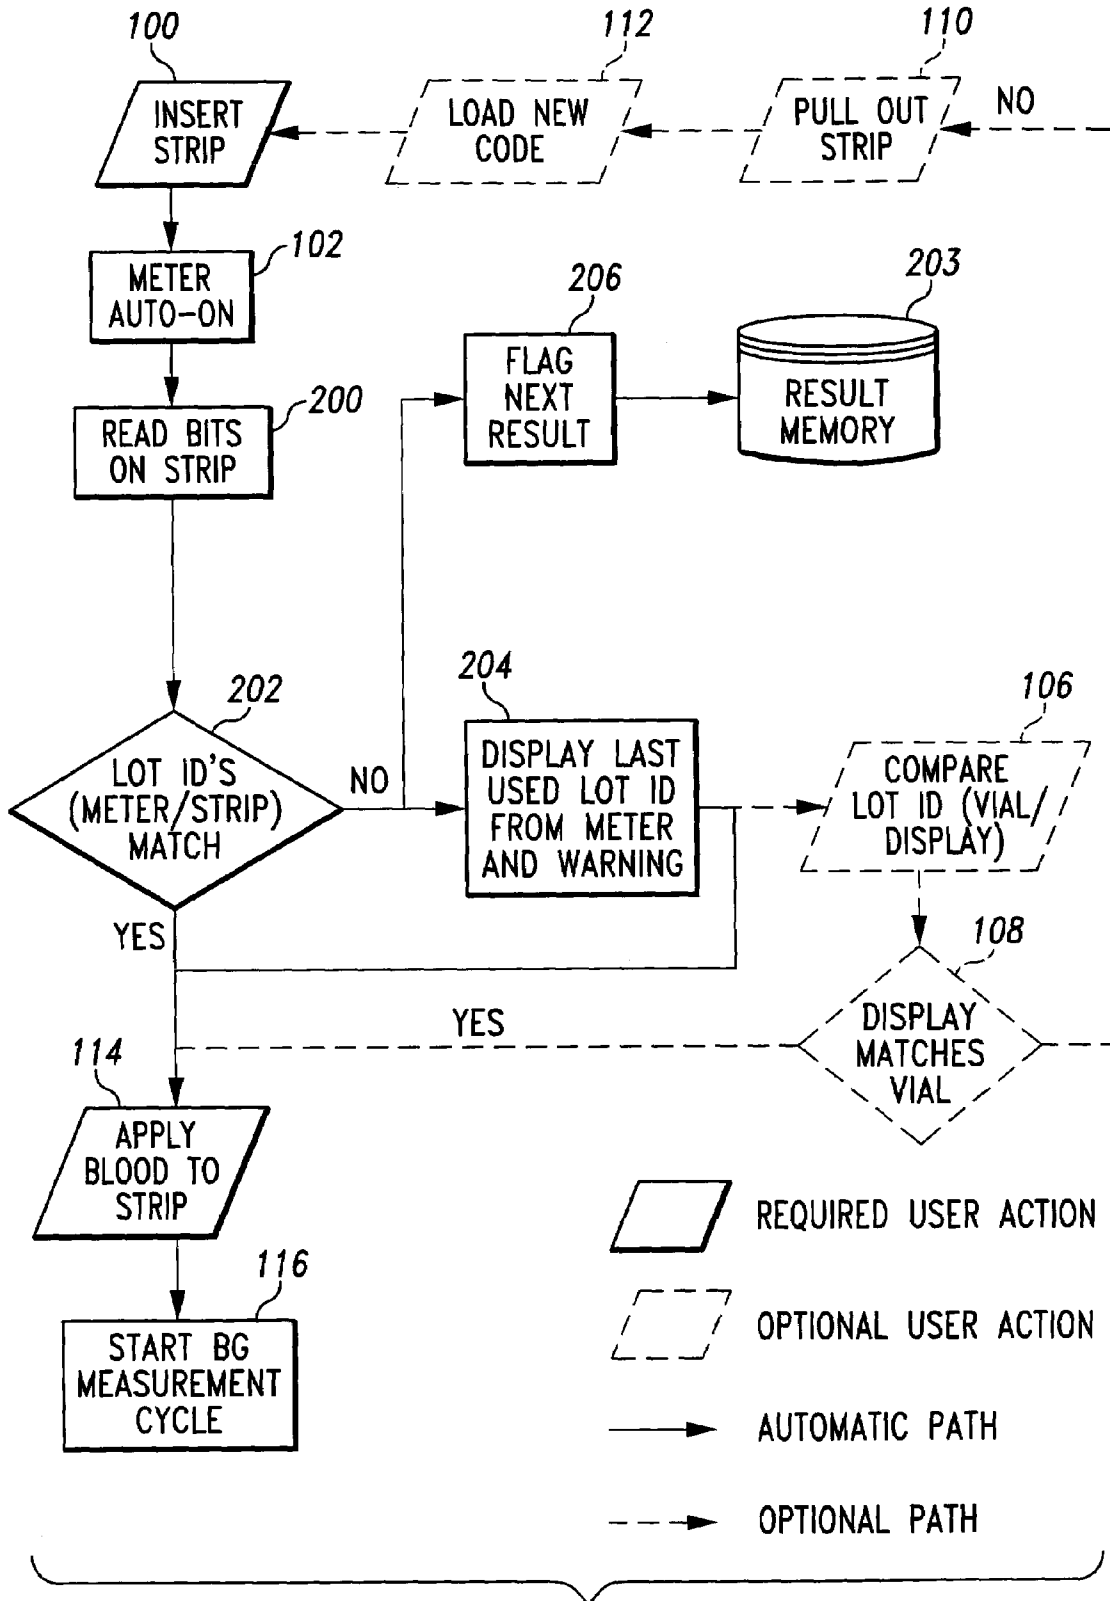 100
112
110
INSERT
STRIP
LOAD NEW
CODE
PULL OUT
STRIP
NO
102
METER
AUTO-ON
206
203
FLAG
NEXT
RESULT
RESULT
MEMORY
200
READ BITS
ON STRIP
202
204
106
LOT ID'S
(METER/STRIP)
MATCH
NO
DISPLAY LAST
USED LOT ID
FROM METER
AND WARNING
COMPARE
LOT ID (VIAL/
DISPLAY)
YES
108
YES
DISPLAY
MATCHES
VIAL
114
APPLY
BLOOD TO
STRIP
REQUIRED USER ACTION
116
START BG
MEASUREMENT
CYCLE
OPTIONAL USER ACTION
AUTOMATIC PATH
OPTIONAL PATH